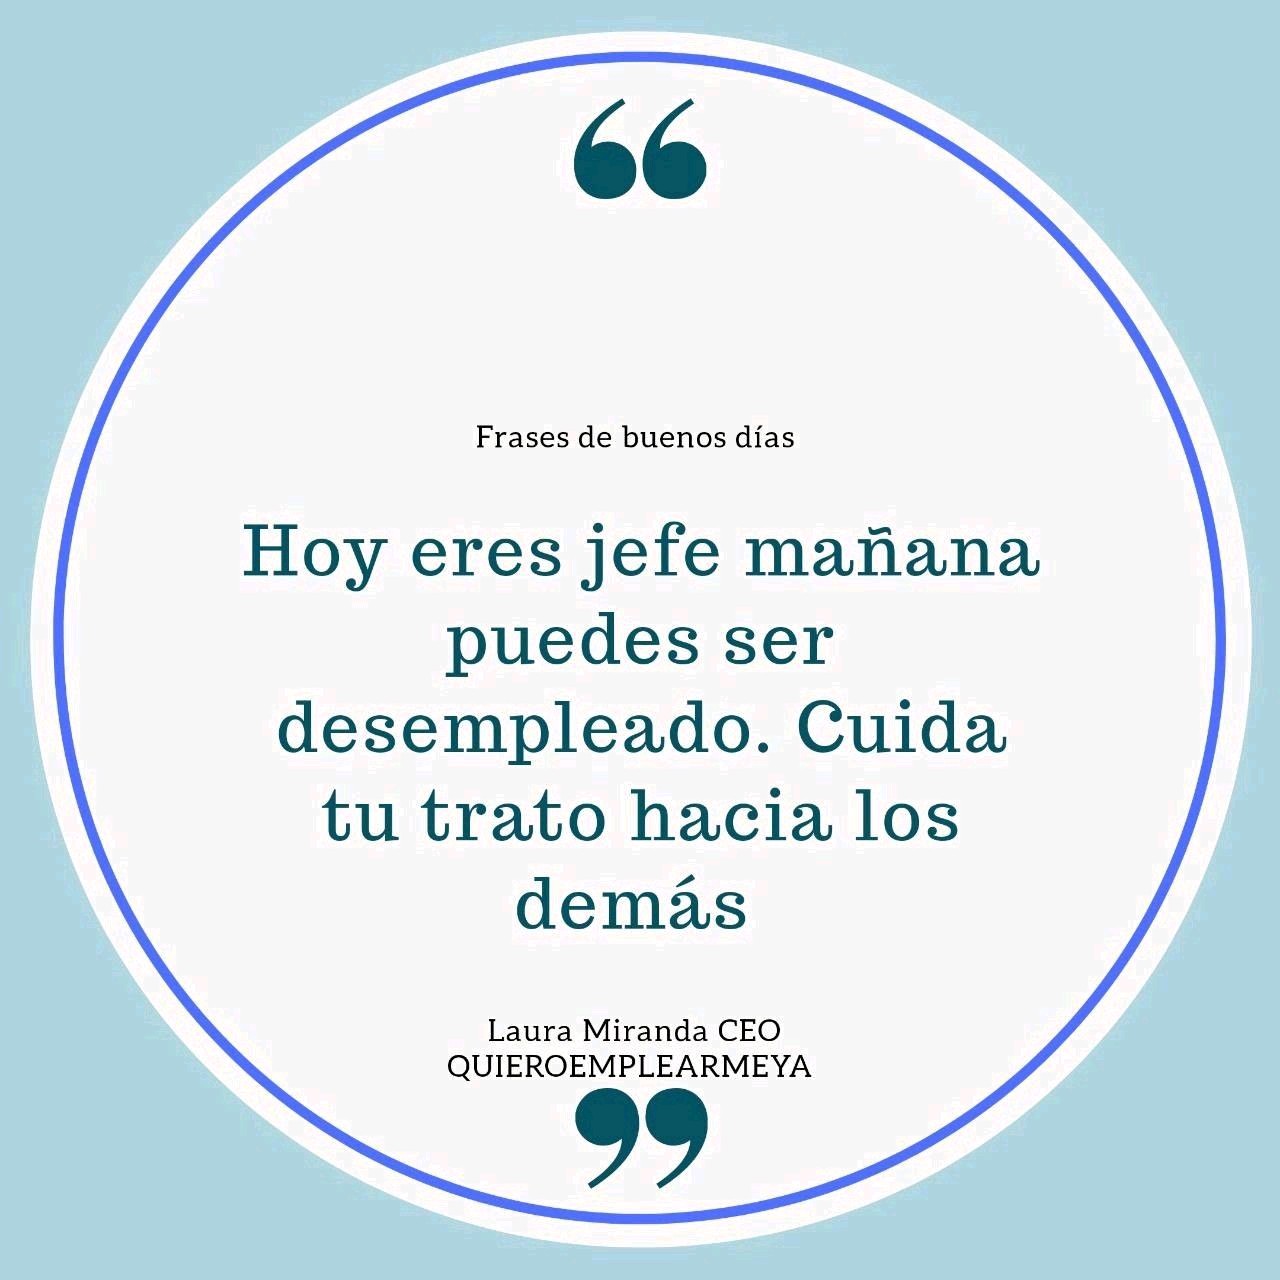 Frases de buenos días
Hoy eres jefe mañana
puedes ser
desempleado. Cuida
tu trato hacia los
demás
Laura Miranda CEO
QUIEROEMPLEARMEYA